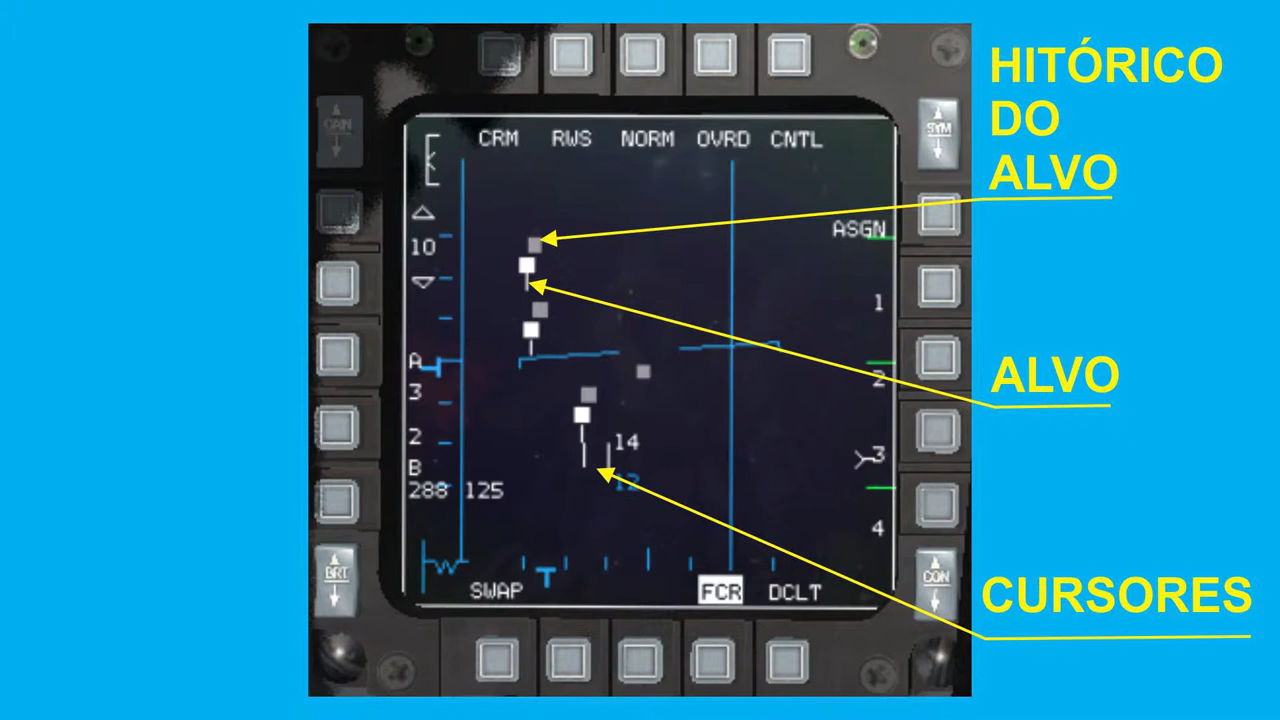 HITÓRICO
DO
ALVO
SYM
CRM RWS NORM OVRD CNTL
ASGN
10
1
A
2
3
ALVO
2
14
3
B
12
288 125
4
BRT
CON
SWAP FCR DCLT
CURSORES